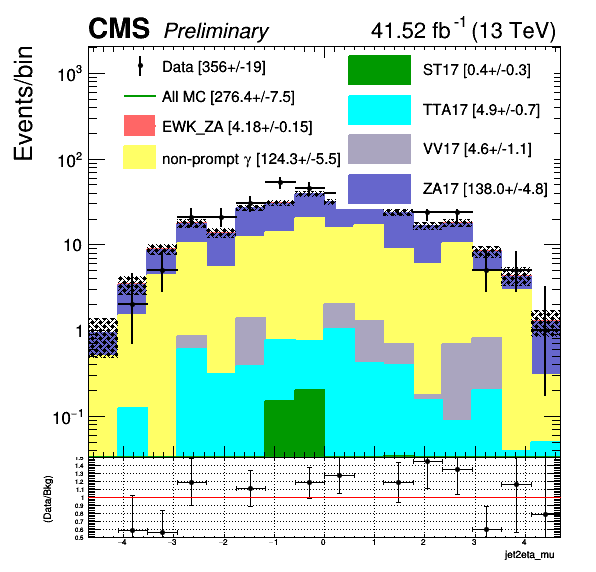 CMS Preliminary 41.52 fb⁻¹ (13 TeV)
Events/bin
Data [356+/-19]
All MC [276.4+/-7.5]
EWK_ZA [4.18+/-0.15]
non-prompt γ [124.3+/-5.5]
ST17 [0.4+/-0.3]
TTA17 [4.9+/-0.7]
VV17 [4.6+/-1.1]
ZA17 [138.0+/-4.8]
10³
10²
10
1
10⁻¹
(Data/Bkg)
1.5
1.4
1.3
1.2
1.1
1
0.9
0.8
0.7
0.6
0.5
−4 −3 −2 −1 0 1 2 3 4
jet2eta_mu